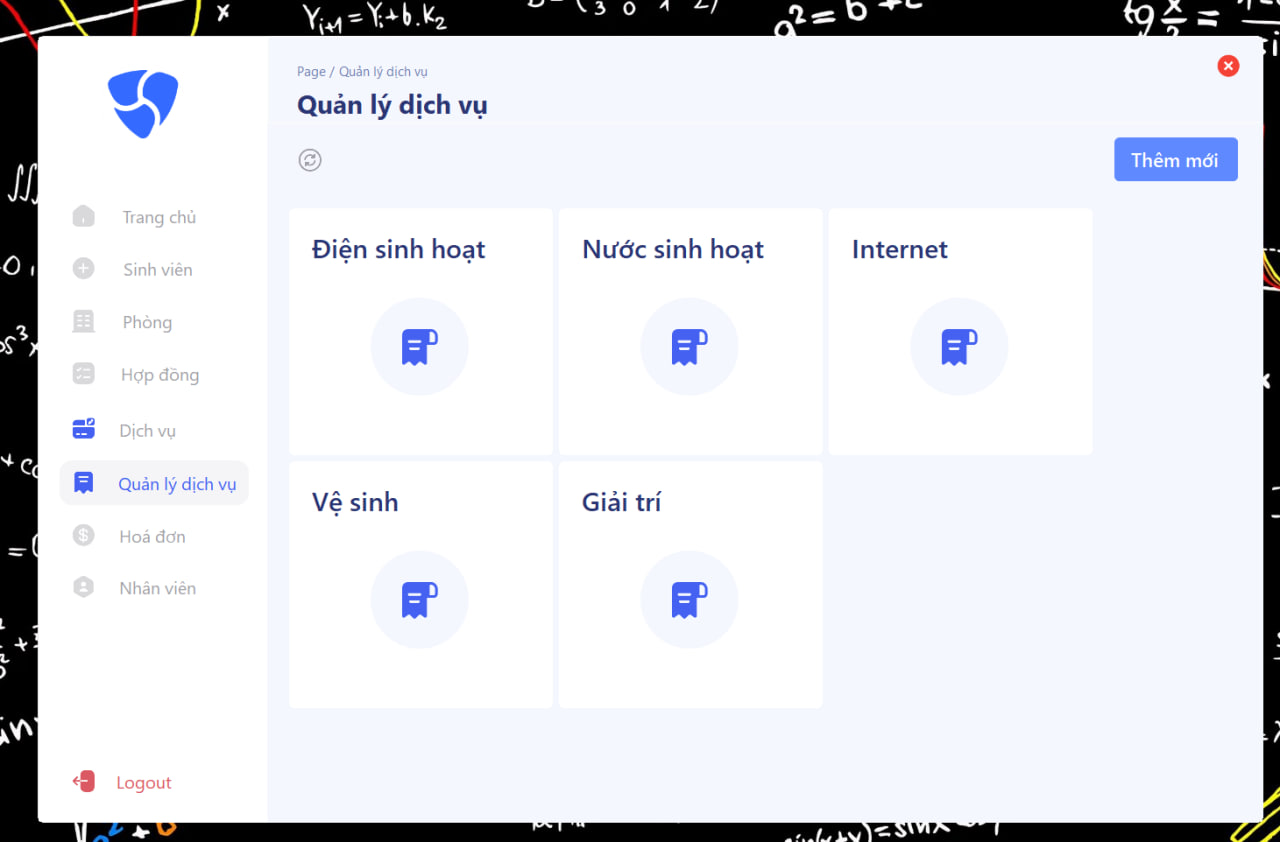 Page / Quản lý dịch vụ
Quản lý dịch vụ
Thêm mới
Trang chủ
Sinh viên
Phòng
Hợp đồng
Dịch vụ
Quản lý dịch vụ
Hoá đơn
Nhân viên
Logout
Điện sinh hoạt
Nước sinh hoạt
Internet
Vệ sinh
Giải trí